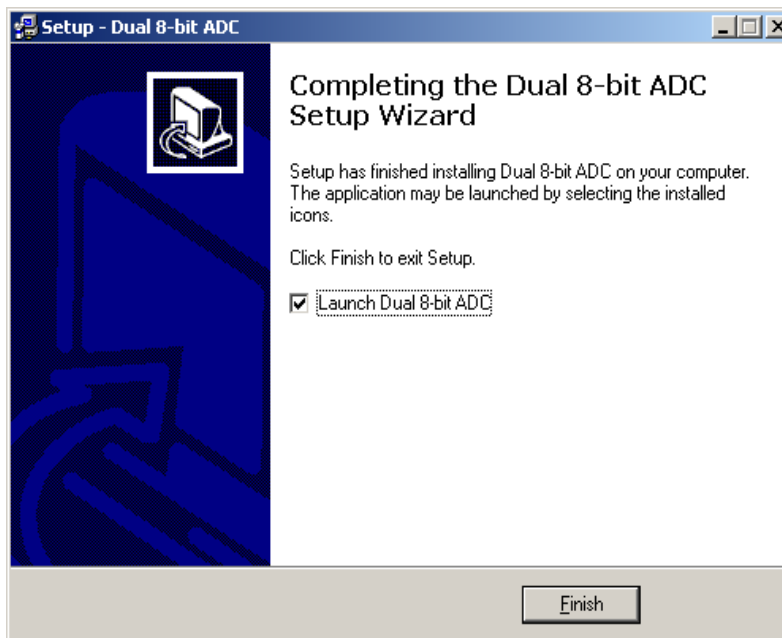 Setup - Dual 8-bit ADC
Completing the Dual 8-bit ADC
Setup Wizard
Setup has finished installing Dual 8-bit ADC on your computer.
The application may be launched by selecting the installed
icons.
Click Finish to exit Setup.
Launch Dual 8-bit ADC
Finish